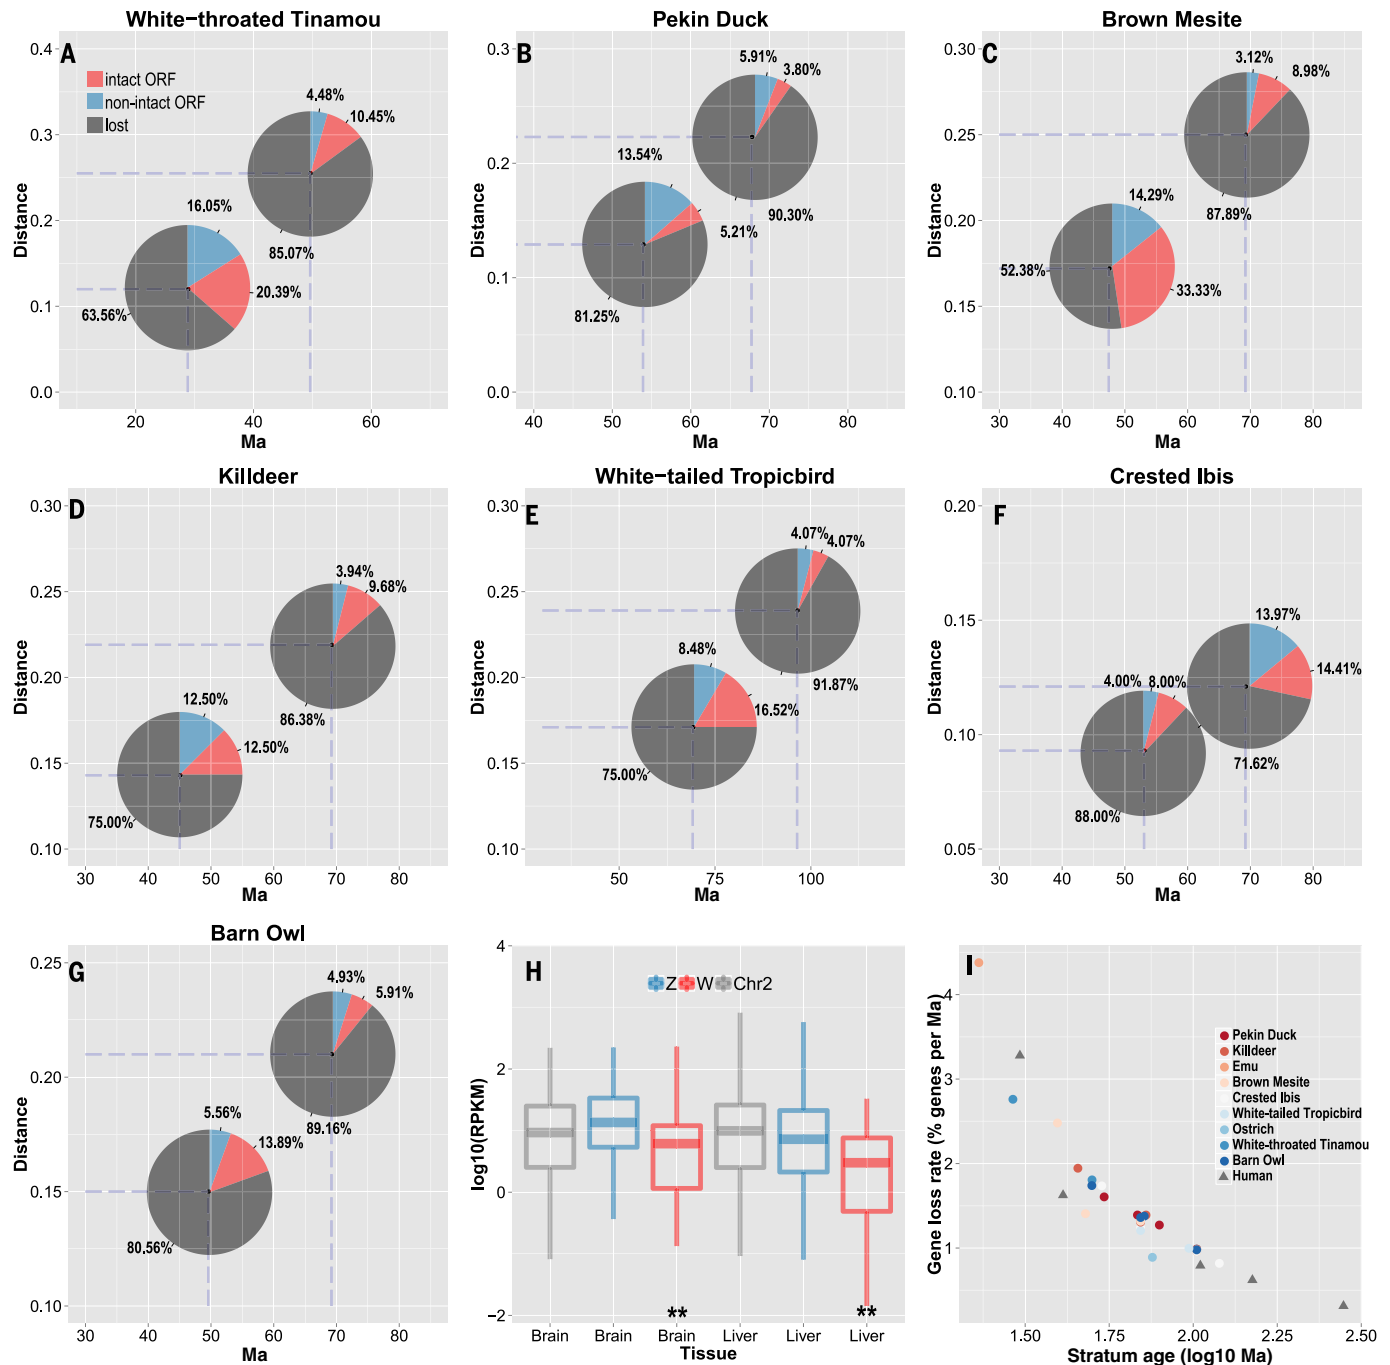 White-throated Tinamou
A
intact ORF
non-intact ORF
lost
4.48%
10.45%
85.07%
16.05%
20.39%
63.56%
0.4
0.3
0.2
0.1
0.0
Distance
20
40
60
Ma
Pekin Duck
B
5.91%
3.80%
90.30%
13.54%
5.21%
81.25%
0.3
0.2
0.1
0.0
Distance
40
50
60
70
80
Ma
Brown Mesite
C
3.12%
8.98%
87.89%
14.29%
33.33%
52.38%
0.30
0.25
0.20
0.15
0.10
Distance
30
40
50
60
70
80
Ma
Killdeer
D
3.94%
9.68%
86.38%
12.50%
12.50%
75.00%
0.30
0.25
0.20
0.15
0.10
Distance
30
40
50
60
70
80
Ma
White-tailed Tropicbird
E
4.07%
4.07%
91.87%
8.48%
16.52%
75.00%
0.30
0.25
0.20
0.15
0.10
Distance
50
75
100
Ma
Crested Ibis
F
13.97%
14.41%
71.62%
4.00%
8.00%
88.00%
0.20
0.15
0.10
0.05
Distance
30
40
50
60
70
80
Ma
Barn Owl
G
4.93%
5.91%
89.16%
5.56%
13.89%
80.56%
0.25
0.20
0.15
0.10
Distance
30
40
50
60
70
80
Ma
H
Z
W
Chr2
4
2
0
-2
log10(RPKM)
**
**
Brain
Brain
Brain
Liver
Liver
Liver
Tissue
I
Pekin Duck
Killdeer
Emu
Brown Mesite
Crested Ibis
White-tailed Tropicbird
Ostrich
White-throated Tinamou
Barn Owl
Human
4
3
2
1
Gene loss rate (% genes per Ma)
1.50
1.75
2.00
2.25
2.50
Stratum age (log10 Ma)